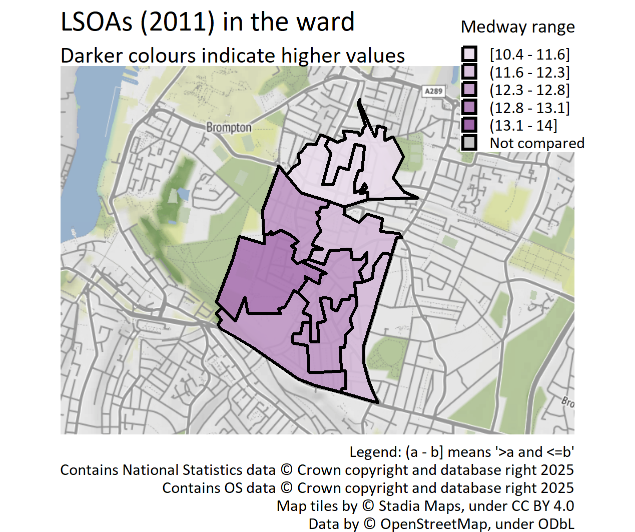 LSOAs (2011) in the ward
Darker colours indicate higher values
Medway range
[10.4 - 11.6]
(11.6 - 12.3]
(12.3 - 12.8]
(12.8 - 13.1]
(13.1 - 14]
Not compared
A289
Brompton
Bro
Legend: (a - b] means '>a and <=b'
Contains National Statistics data © Crown copyright and database right 2025
Contains OS data © Crown copyright and database right 2025
Map tiles by © Stadia Maps, under CC BY 4.0
Data by © OpenStreetMap, under ODbL